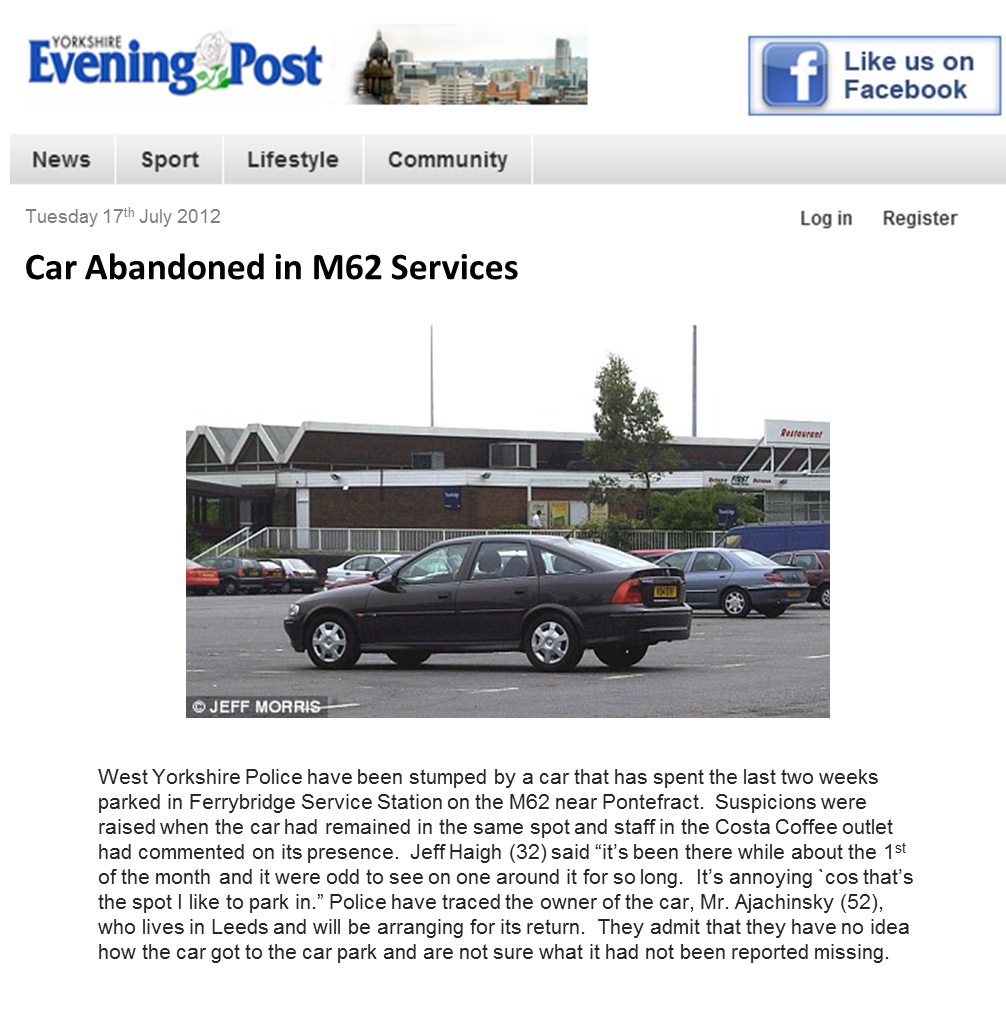 YORKSHIRE
Evening Post
Like us on
Facebook
News Sport Lifestyle Community
Tuesday 17th July 2012
Log in Register
Car Abandoned in M62 Services
Restaurant
FIRST
© JEFF MORRIS
West Yorkshire Police have been stumped by a car that has spent the last two weeks
parked in Ferrybridge Service Station on the M62 near Pontefract. Suspicions were
raised when the car had remained in the same spot and staff in the Costa Coffee outlet
had commented on its presence. Jeff Haigh (32) said “it’s been there while about the 1st
of the month and it were odd to see on one around it for so long. It’s annoying `cos that’s
the spot I like to park in.” Police have traced the owner of the car, Mr. Ajachinsky (52),
who lives in Leeds and will be arranging for its return. They admit that they have no idea
how the car got to the car park and are not sure what it had not been reported missing.